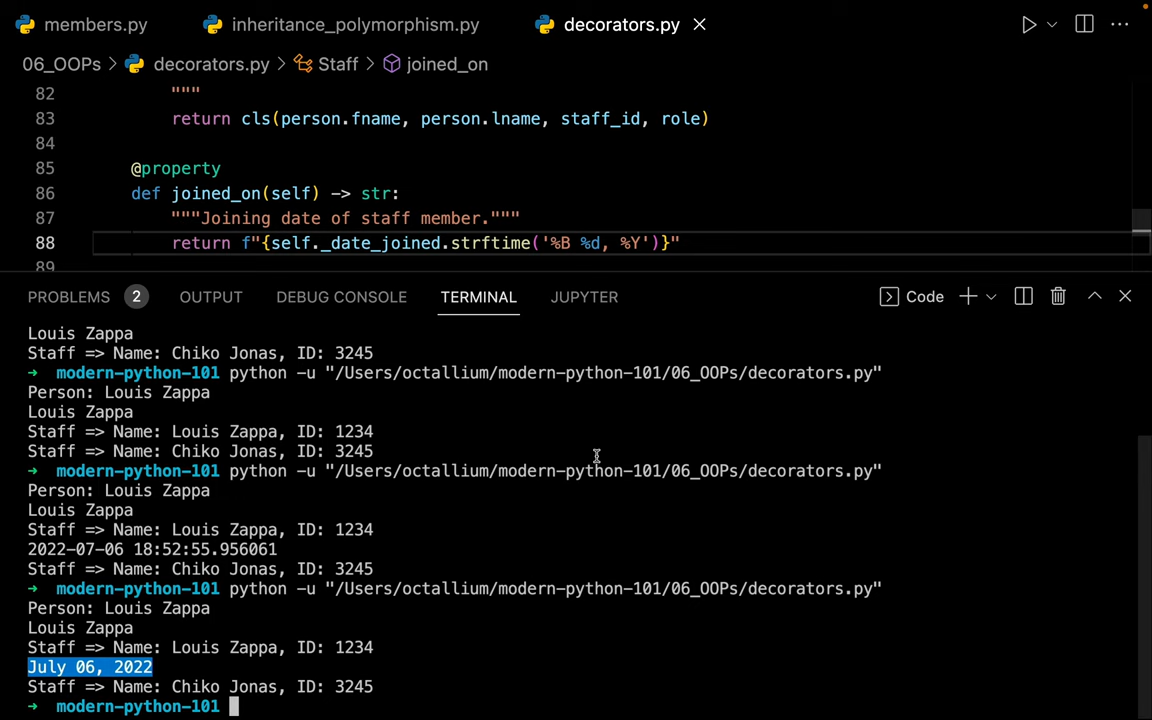 members.py inheritance_polymorphism.py decorators.py
06_OOPs > decorators.py > Staff > joined_on
82 """
83 return cls(person.fname, person.lname, staff_id, role)
84
85 @property
86 def joined_on(self) -> str:
87 """Joining date of staff member."""
88 return f"{self._date_joined.strftime('%B %d, %Y')}"
89
PROBLEMS 2 OUTPUT DEBUG CONSOLE TERMINAL JUPYTER Code
Louis Zappa
Staff => Name: Chiko Jonas, ID: 3245
→ modern-python-101 python -u "/Users/octallium/modern-python-101/06_OOPs/decorators.py"
Person: Louis Zappa
Louis Zappa
Staff => Name: Louis Zappa, ID: 1234
Staff => Name: Chiko Jonas, ID: 3245
→ modern-python-101 python -u "/Users/octallium/modern-python-101/06_OOPs/decorators.py"
Person: Louis Zappa
Louis Zappa
Staff => Name: Louis Zappa, ID: 1234
2022-07-06 18:52:55.956061
Staff => Name: Chiko Jonas, ID: 3245
→ modern-python-101 python -u "/Users/octallium/modern-python-101/06_OOPs/decorators.py"
Person: Louis Zappa
Louis Zappa
Staff => Name: Louis Zappa, ID: 1234
July 06, 2022
Staff => Name: Chiko Jonas, ID: 3245
→ modern-python-101